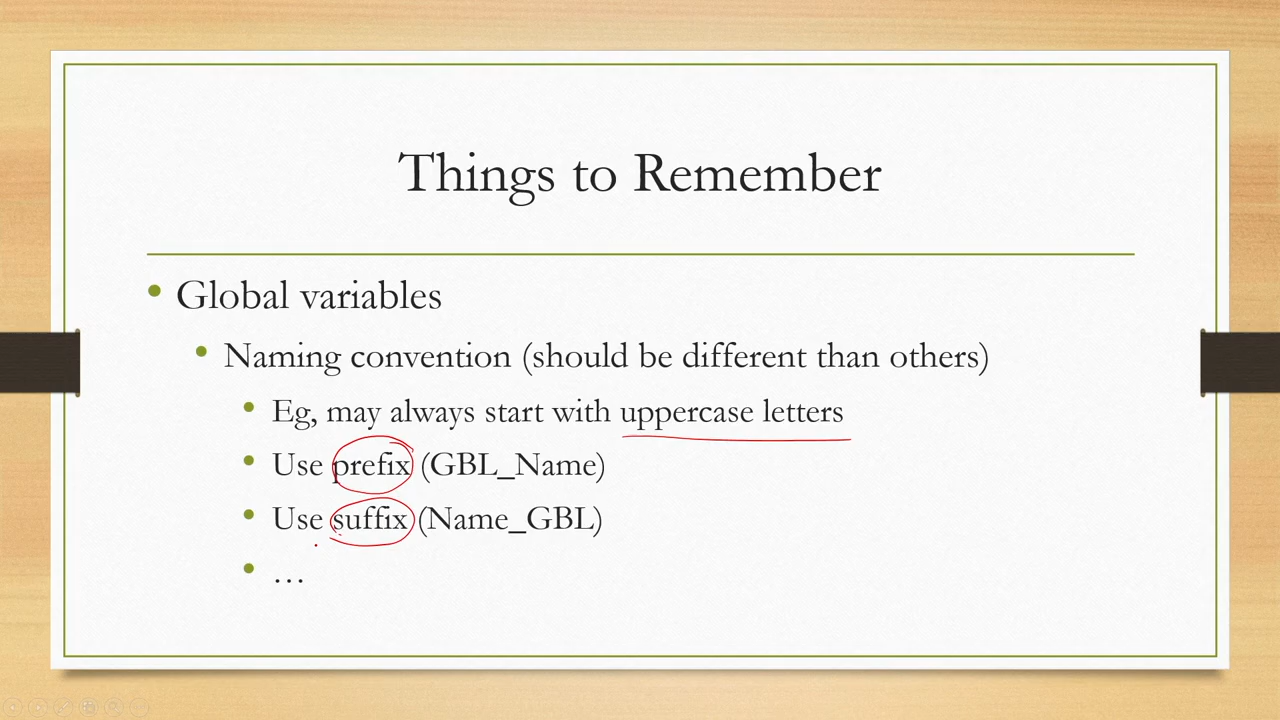 Things to Remember
• Global variables
• Naming convention (should be different than others)
• Eg, may always start with uppercase letters
• Use prefix (GBL_Name)
• Use suffix (Name_GBL)
• …